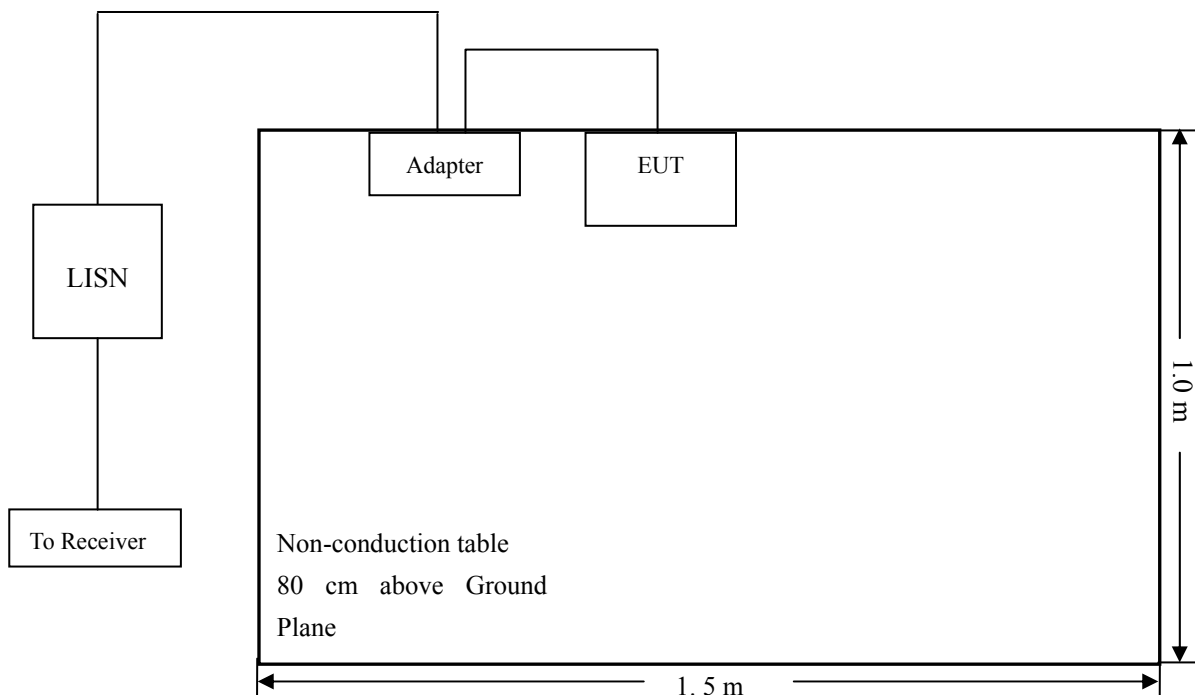 Adapter
EUT
LISN
To Receiver
Non-conduction table
80 cm above Ground
Plane
1.0 m
1. 5 m